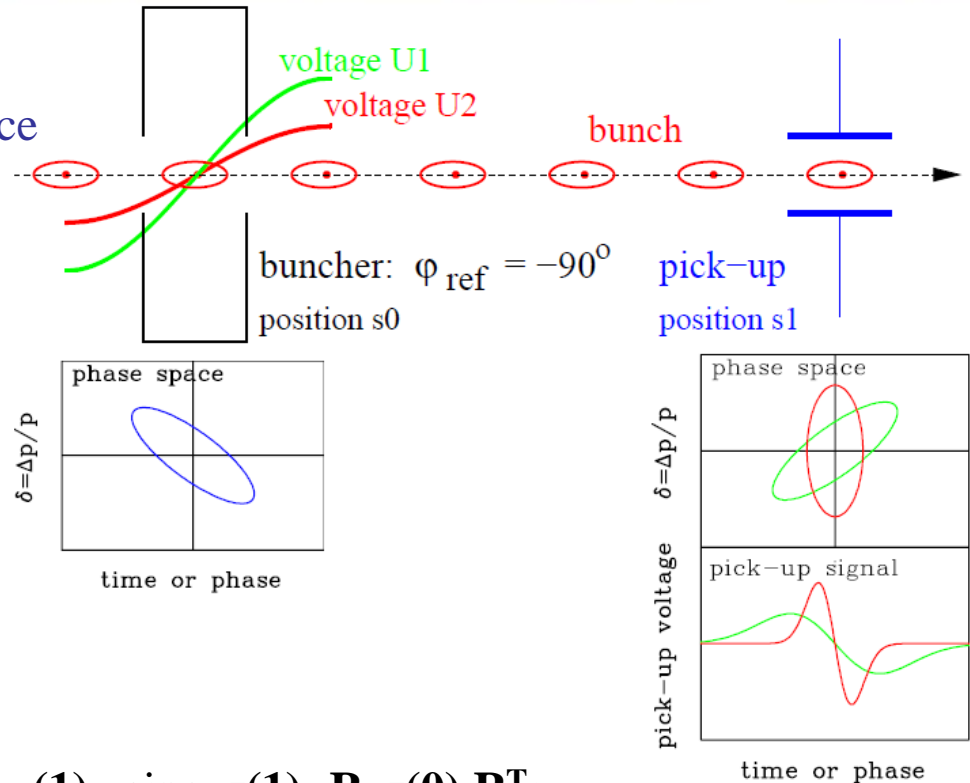 voltage U1
voltage U2
bunch
buncher: φ ref = −90°
pick−up
position s0
position s1
phase space
δ=Δp/p
time or phase
phase space
δ=Δp/p
pick−up signal
pick−up voltage
time or phase